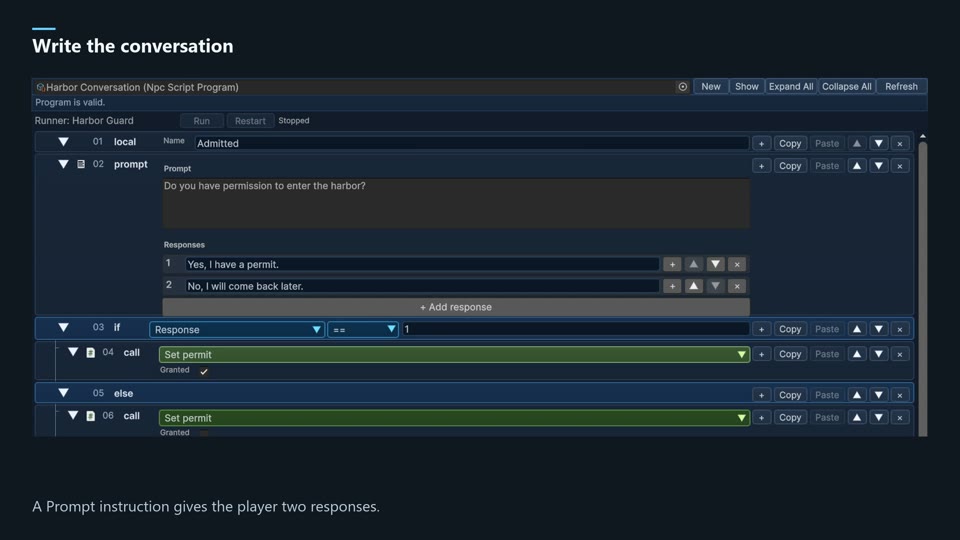 Write the conversation
Harbor Conversation (Npc Script Program)
New Show Expand All Collapse All Refresh
Program is valid.
Runner: Harbor Guard Run Restart Stopped
01 local Name Admitted + Copy Paste ▲ ▼ ×
02 prompt Prompt + Copy Paste ▲ ▼ ×
Do you have permission to enter the harbor?
Responses
1 Yes, I have a permit. + ▲ ▼ ×
2 No, I will come back later. + ▲ ▼ ×
+ Add response
03 if Response == 1 + Copy Paste ▲ ▼ ×
04 call Set permit + Copy Paste ▲ ▼ ×
Granted
05 else + Copy Paste ▲ ▼ ×
06 call Set permit + Copy Paste ▲ ▼ ×
Granted
A Prompt instruction gives the player two responses.